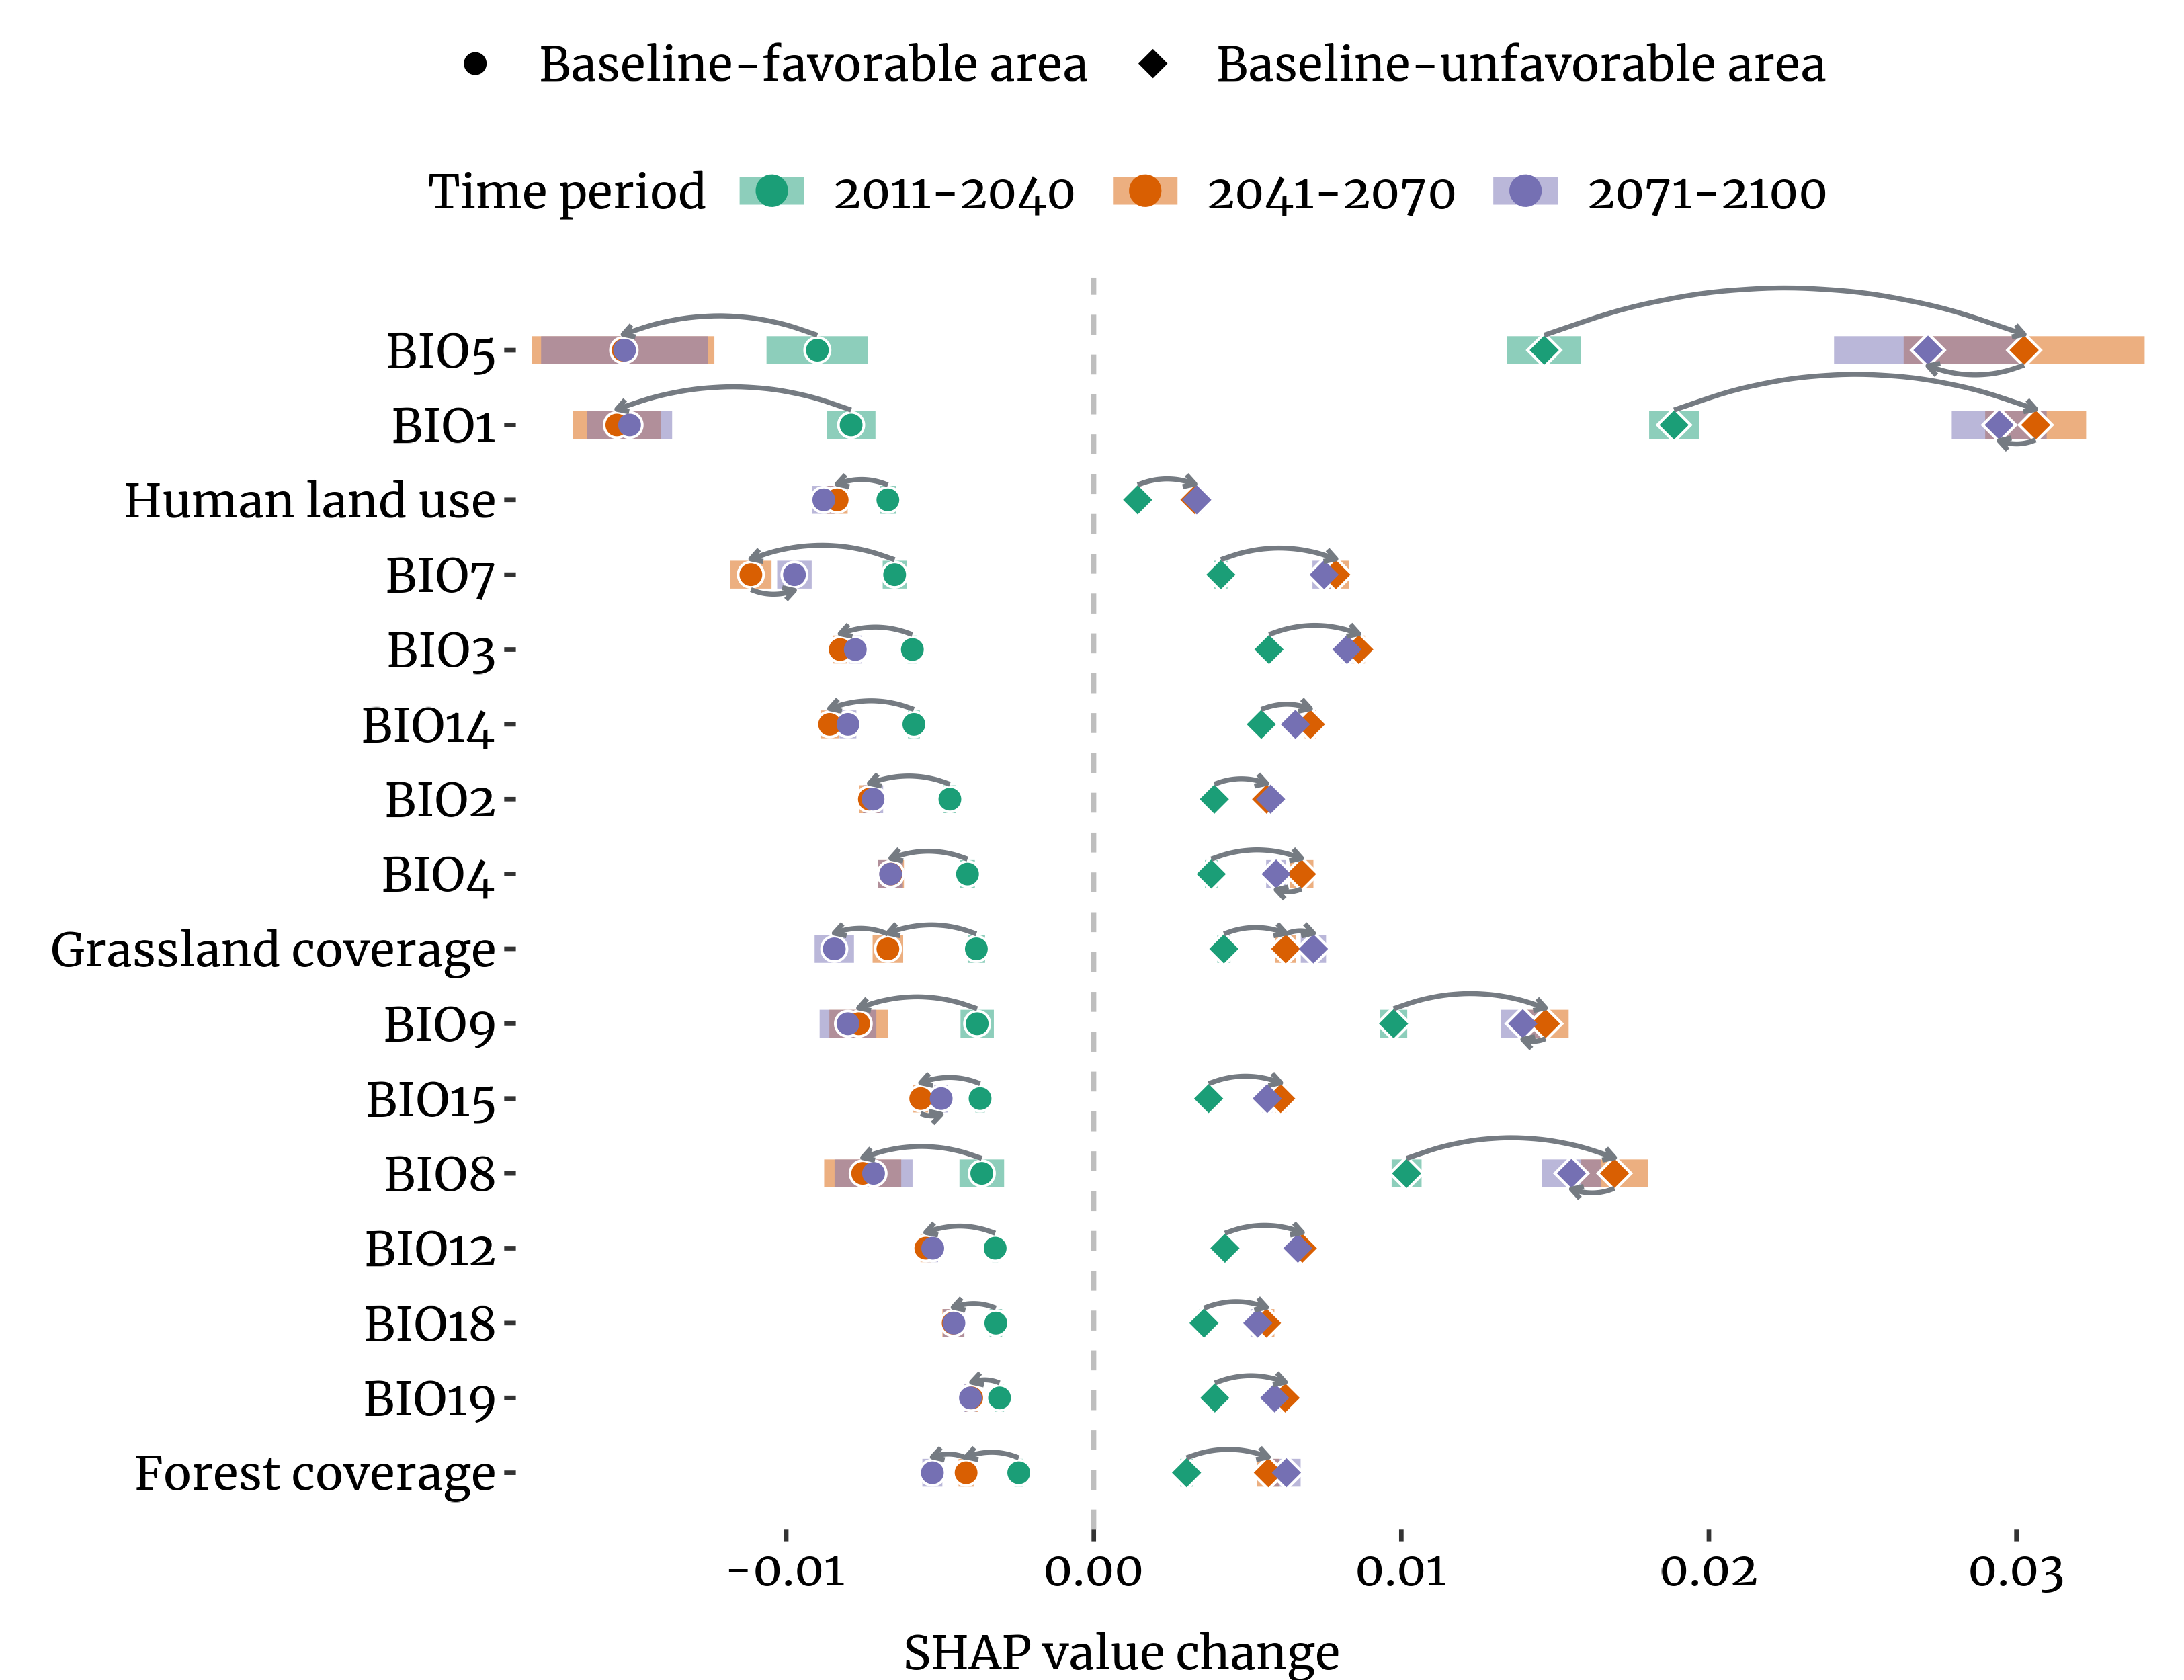 Baseline-favorable area Baseline-unfavorable area
Time period 2011-2040 2041-2070 2071-2100
BIO5
BIO1
Human land use
BIO7
BIO3
BIO14
BIO2
BIO4
Grassland coverage
BIO9
BIO15
BIO8
BIO12
BIO18
BIO19
Forest coverage
-0.01 0.00 0.01 0.02 0.03
SHAP value change